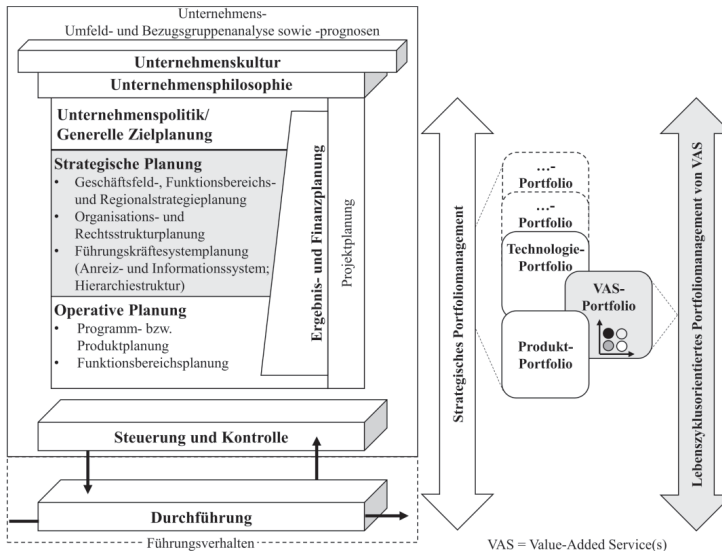 Unternehmens-
Umfeld- und Bezugsgruppenanalyse sowie -prognosen
Unternehmenskultur
Unternehmensphilosophie
Unternehmenspolitik/
Generelle Zielplanung
Strategische Planung
• Geschäftsfeld-, Funktionsbereichs-
und Regionalstrategieplanung
• Organisations- und
Rechtsstrukturplanung
• Führungskräftesystemplanung
(Anreiz- und Informationssystem;
Hierarchiestruktur)
Operative Planung
• Programm- bzw.
Produktplanung
• Funktionsbereichsplanung
Ergebnis- und Finanzplanung
Projektplanung
Steuerung und Kontrolle
Durchführung
Führungsverhalten
Strategisches Portfoliomanagement
…-
Portfolio
…-
Portfolio
Technologie-
Portfolio
VAS-
Portfolio
Produkt-
Portfolio
Lebenszyklusorientiertes Portfoliomanagement von VAS
VAS = Value-Added Service(s)